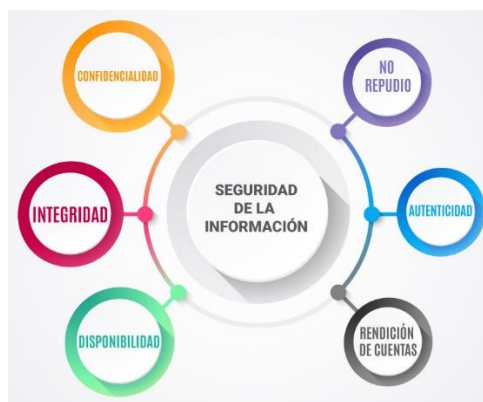 CONFIDENCIALIDAD
NO
REPUDIO
INTEGRIDAD
SEGURIDAD
DE LA
INFORMACIÓN
AUTENTICIDAD
DISPONIBILIDAD
RENDICIÓN
DE CUENTAS